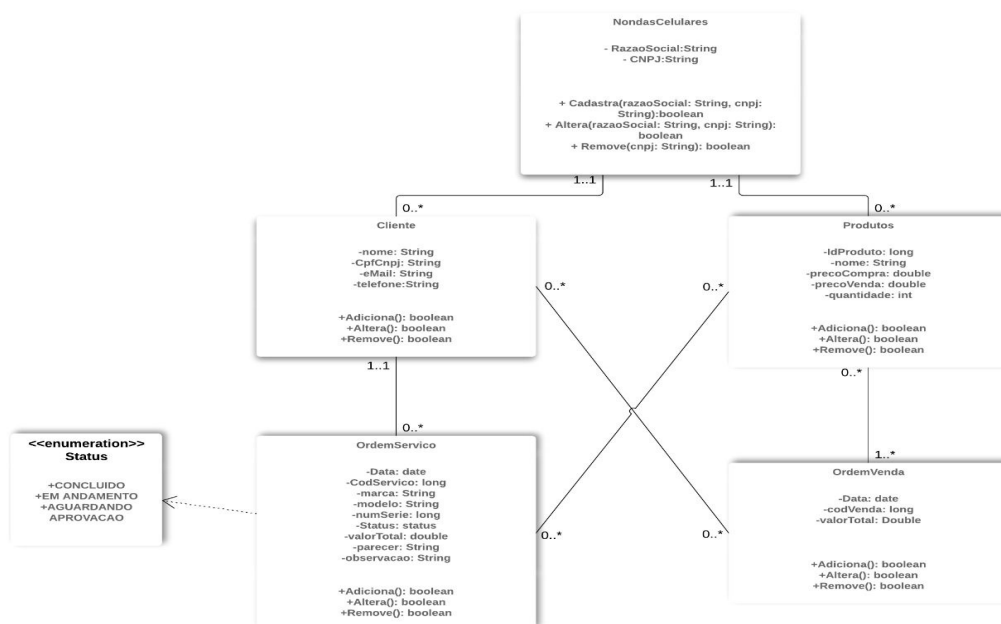 NondasCelulares
- RazaoSocial:String
- CNPJ:String
+ Cadastra(razaoSocial: String, cnpj:
String):boolean
+ Altera(razaoSocial: String, cnpj: String):
boolean
+ Remove(cnpj: String): boolean
1..1
1..1
0..*
0..*
Cliente
-nome: String
-CpfCnpj: String
-eMail: String
-telefone:String
+Adiciona(): boolean
+Altera(): boolean
+Remove(): boolean
Produtos
-IdProduto: long
-nome: String
-precoCompra: double
-precoVenda: double
-quantidade: int
+Adiciona(): boolean
+Altera(): boolean
+Remove(): boolean
0..*
0..*
1..1
0..*
0..*
1..*
<<enumeration>>
Status
+CONCLUIDO
+EM ANDAMENTO
+AGUARDANDO
APROVACAO
OrdemServico
-Data: date
-CodServico: long
-marca: String
-modelo: String
-numSerie: long
-Status: status
-valorTotal: double
-parecer: String
-observacao: String
+Adiciona(): boolean
+Altera(): boolean
+Remove(): boolean
0..*
0..*
OrdemVenda
-Data: date
-codVenda: long
-valorTotal: Double
+Adiciona(): boolean
+Altera(): boolean
+Remove(): boolean